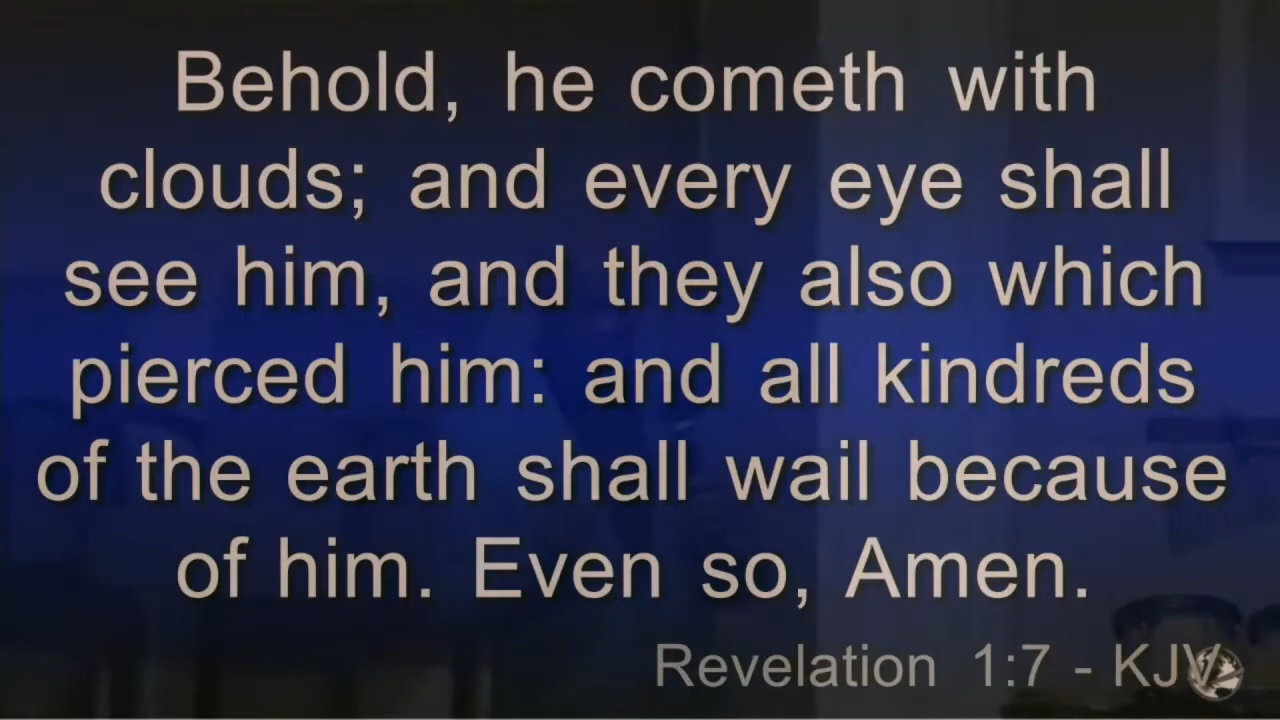 Behold, he cometh with
clouds; and every eye shall
see him, and they also which
pierced him: and all kindreds
of the earth shall wail because
of him. Even so, Amen.
Revelation 1:7 - KJV